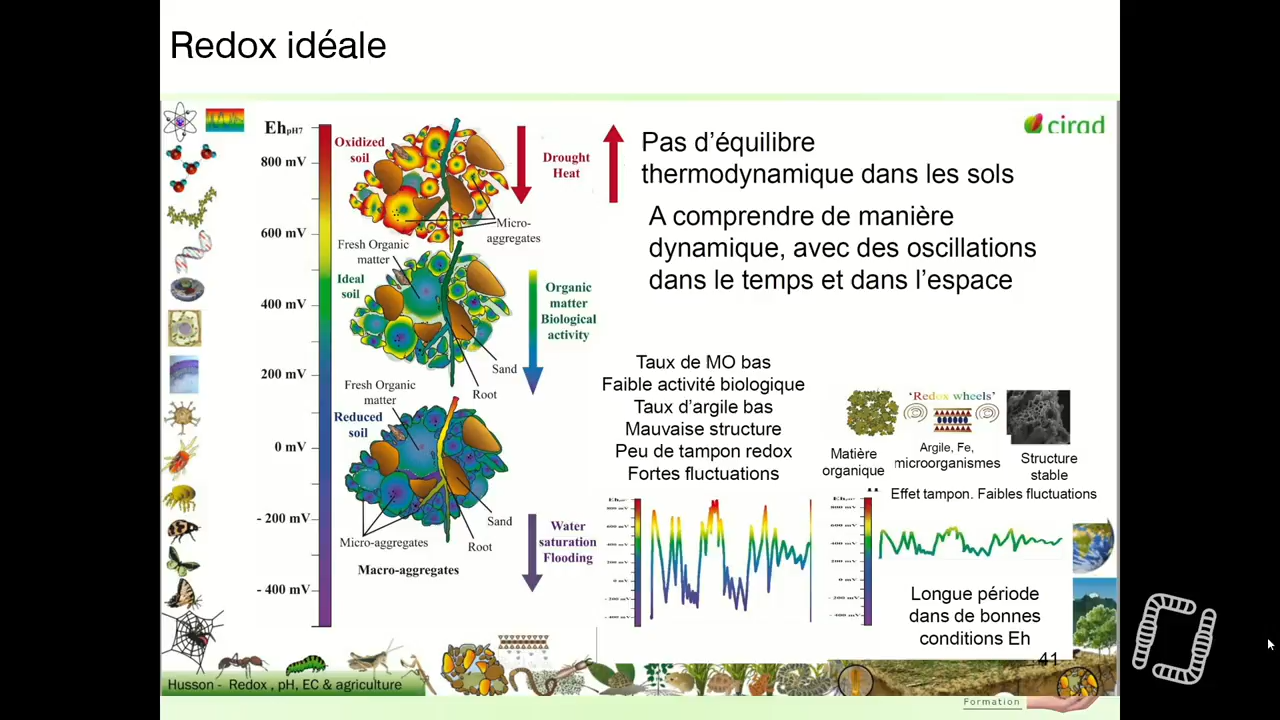 Redox idéale
Eh pH7
800 mV
600 mV
400 mV
200 mV
0 mV
- 200 mV
- 400 mV
Oxidized
soil
Drought
Heat
Micro-
aggregates
Fresh Organic
matter
Ideal
soil
Organic
matter
Biological
activity
Sand
Root
Fresh Organic
matter
Reduced
soil
Sand
Root
Micro-aggregates
Macro-aggregates
Water
saturation
Flooding
cirad
Pas d'équilibre
thermodynamique dans les sols
A comprendre de manière
dynamique, avec des oscillations
dans le temps et dans l'espace
Taux de MO bas
Faible activité biologique
Taux d'argile bas
Mauvaise structure
Peu de tampon redox
Fortes fluctuations
'Redox wheels'
Matière
organique
Argile, Fe,
microorganismes
Structure
stable
Effet tampon. Faibles fluctuations
Longue période
dans de bonnes
conditions Eh
41
Husson - Redox , pH, EC & agriculture
Formation